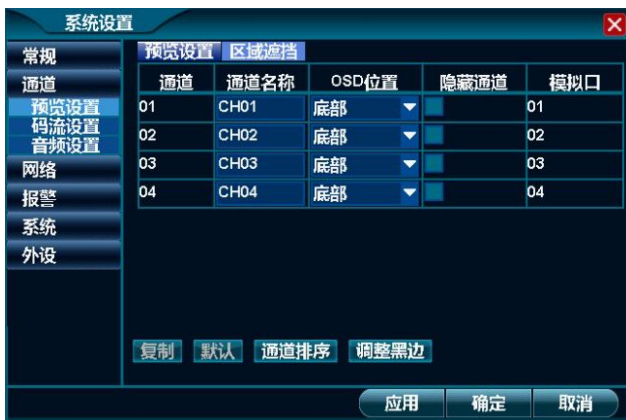 系统设置
常规
通道
预览设置
码流设置
音频设置
网络
报警
系统
外设
预览设置 区域遮挡
通道 通道名称 OSD位置 隐藏通道 模拟口
01 CH01 底部 01
02 CH02 底部 02
03 CH03 底部 03
04 CH04 底部 04
复制 默认 通道排序 调整黑边
应用 确定 取消